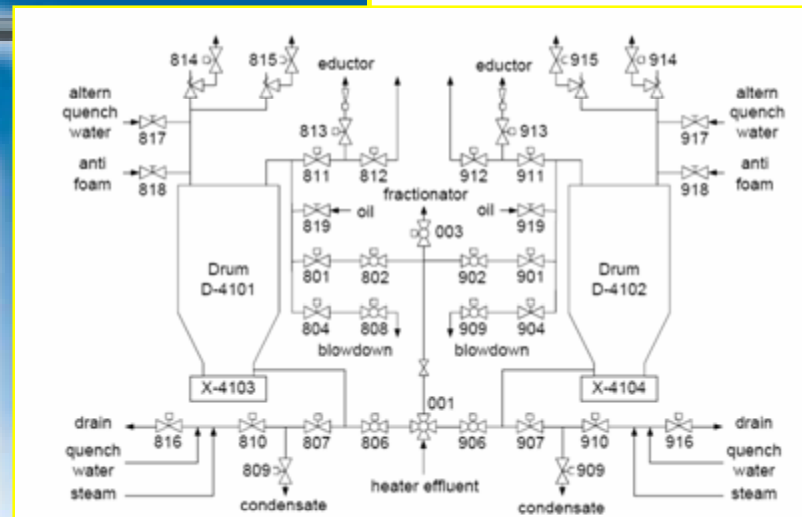 814
815
eductor
eductor
915
914
altern
quench
water
817
813
913
altern
quench
water
917
anti
foam
818
811
812
912
911
anti
foam
918
fractionator
819
oil
003
oil
919
Drum
D-4101
801
802
902
901
Drum
D-4102
804
808
909
904
blowdown
blowdown
X-4103
001
X-4104
drain
816
810
807
806
906
907
910
916
drain
quench
water
809
heater effluent
909
quench
water
steam
condensate
condensate
steam